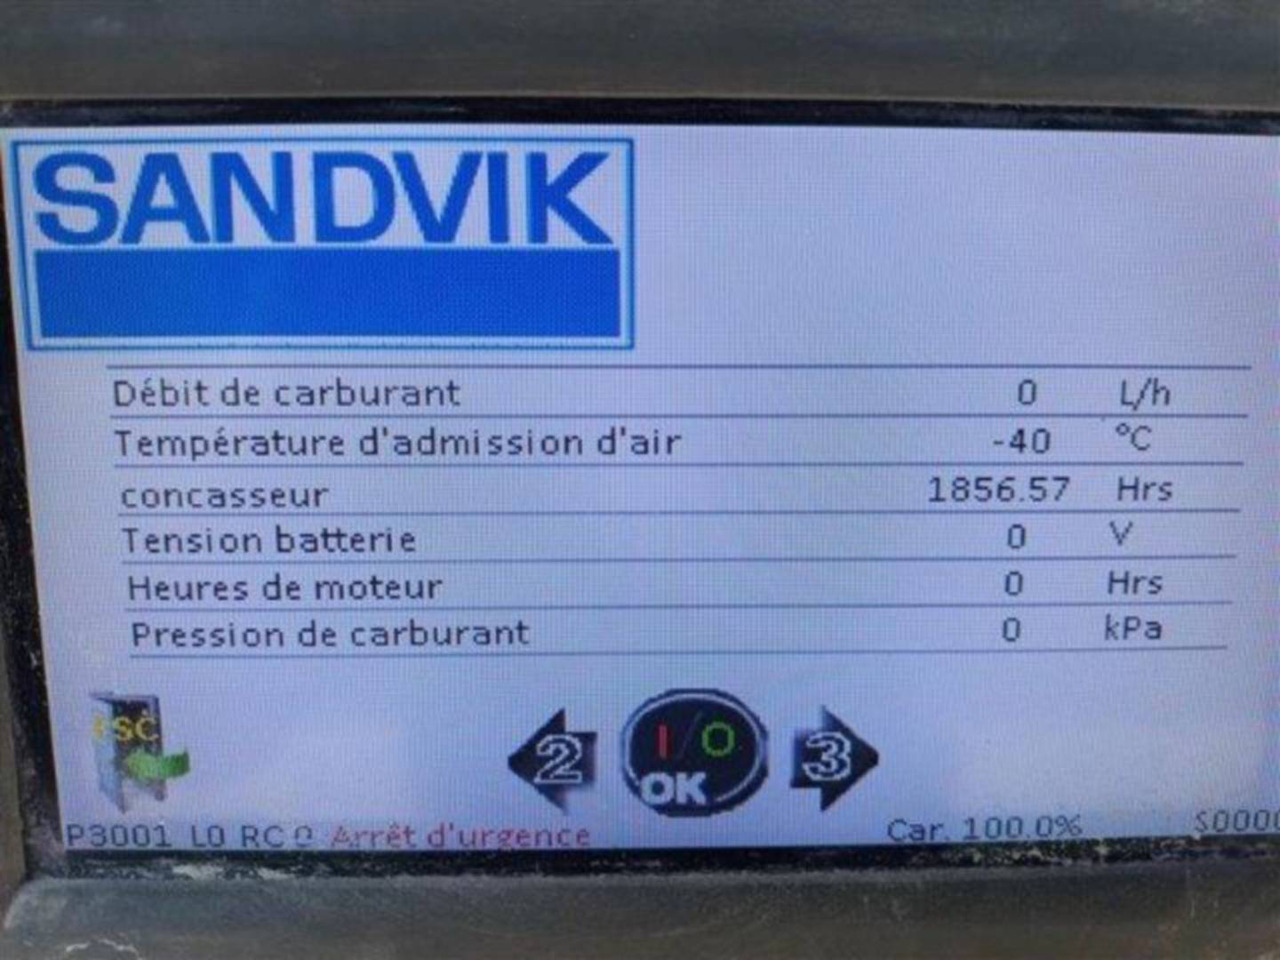 SANDVIK
Débit de carburant 0 L/h
Température d'admission d'air -40 °C
concasseur 1856.57 Hrs
Tension batterie 0 V
Heures de moteur 0 Hrs
Pression de carburant 0 kPa
ESC 2 I/O OK 3
P3001 L0 RC 0 Arrêt d'urgence Car. 100.0% S000